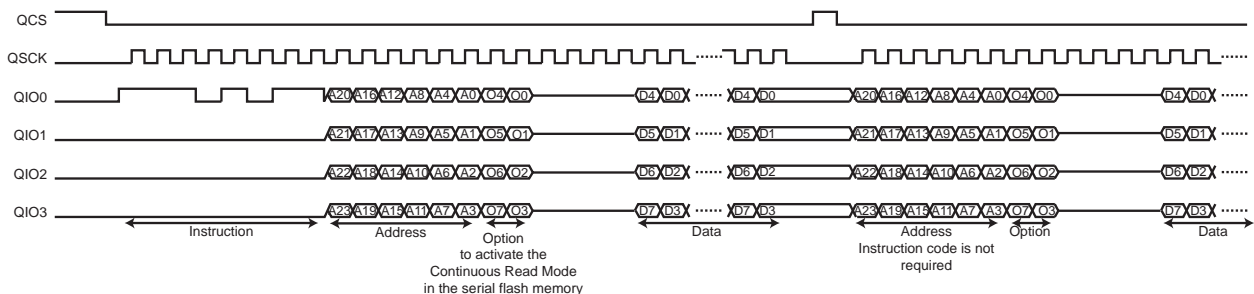 QCS
QSCK
QIO0 A20 A16 A12 A8 A4 A0 O4 O0 D4 D0 ...... D4 D0 A20 A16 A12 A8 A4 A0 O4 O0 D4 D0 ......
QIO1 A21 A17 A13 A9 A5 A1 O5 O1 D5 D1 ...... D5 D1 A21 A17 A13 A9 A5 A1 O5 O1 D5 D1 ......
QIO2 A22 A18 A14 A10 A6 A2 O6 O2 D6 D2 ...... D6 D2 A22 A18 A14 A10 A6 A2 O6 O2 D6 D2 ......
QIO3 A23 A19 A15 A11 A7 A3 O7 O3 D7 D3 ...... D7 D3 A23 A19 A15 A11 A7 A3 O7 O3 D7 D3 ......
Instruction
Address
Option
to activate the
Continuous Read Mode
in the serial flash memory
Data
Address
Instruction code is not
required
Option
Data